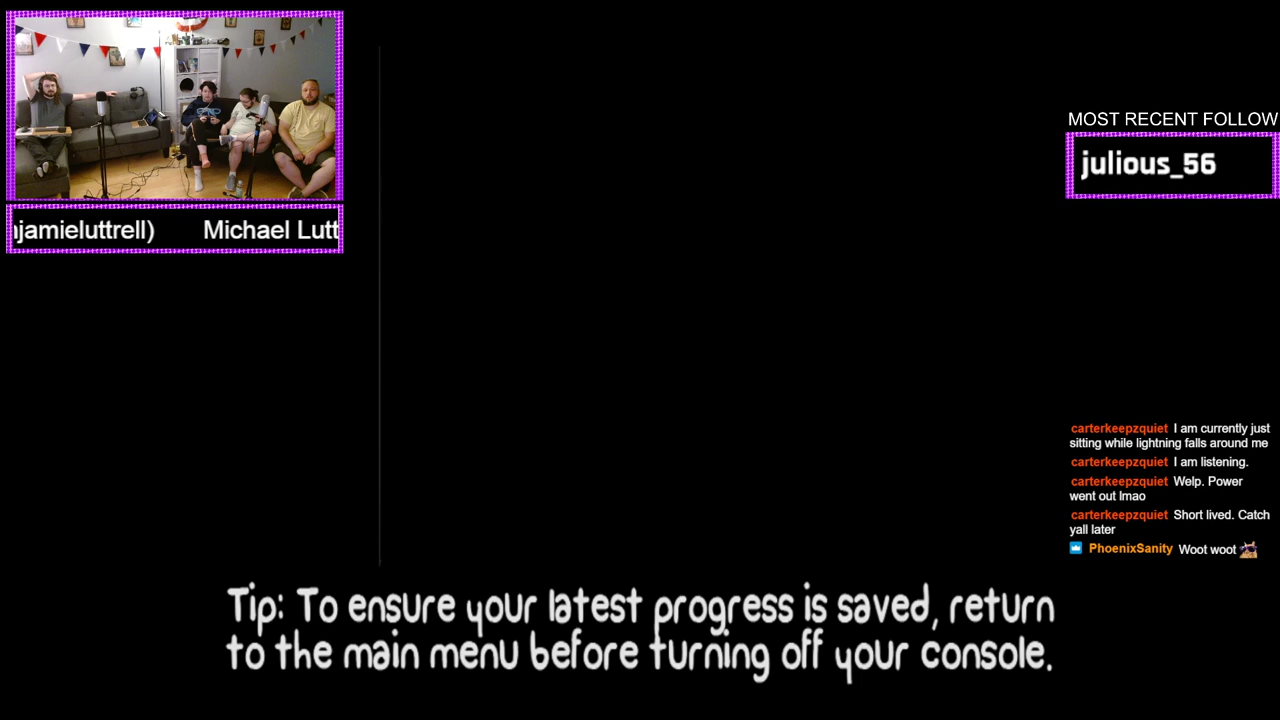 MOST RECENT FOLLOW
julious_56
jamieluttrell) Michael Lutt
carterkeepzquiet I am currently just
sitting while lightning falls around me
carterkeepzquiet I am listening.
carterkeepzquiet Welp. Power
went out lmao
carterkeepzquiet Short lived. Catch
yall later
PhoenixSanity Woot woot
Tip: To ensure your latest progress is saved, return
to the main menu before turning off your console.